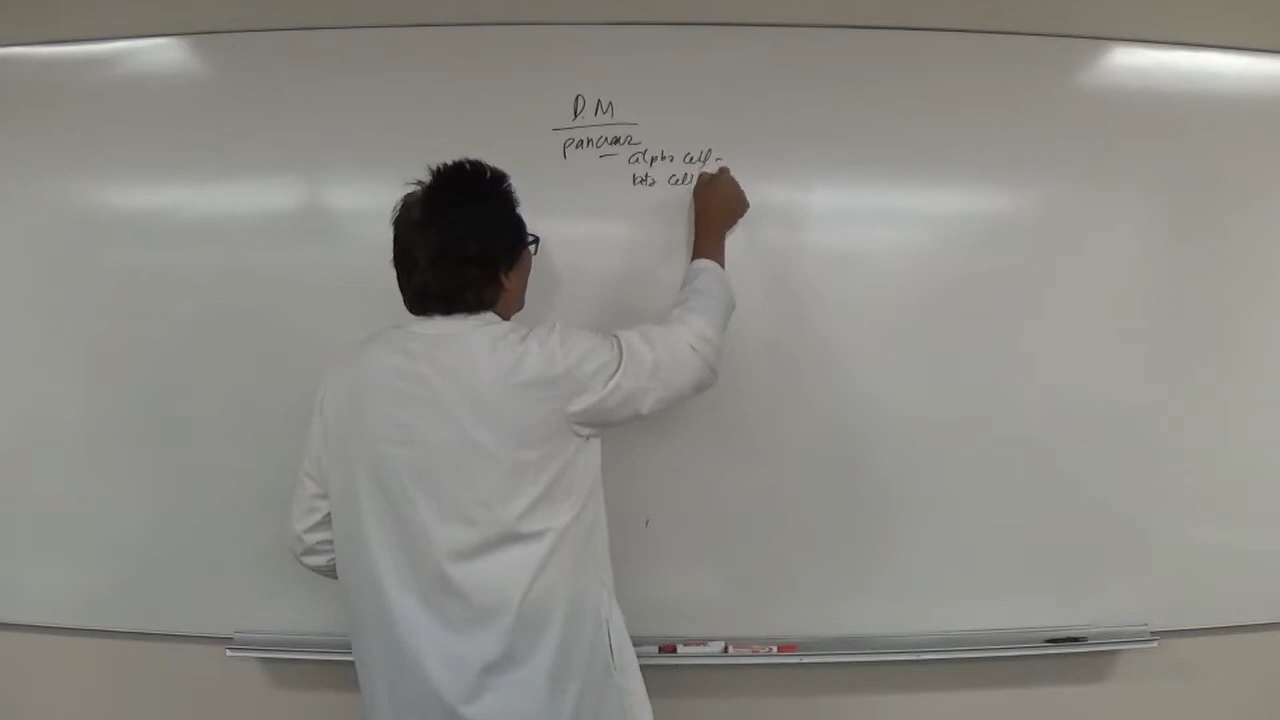 D.M
pancreas
— alpha cell -
beta cell